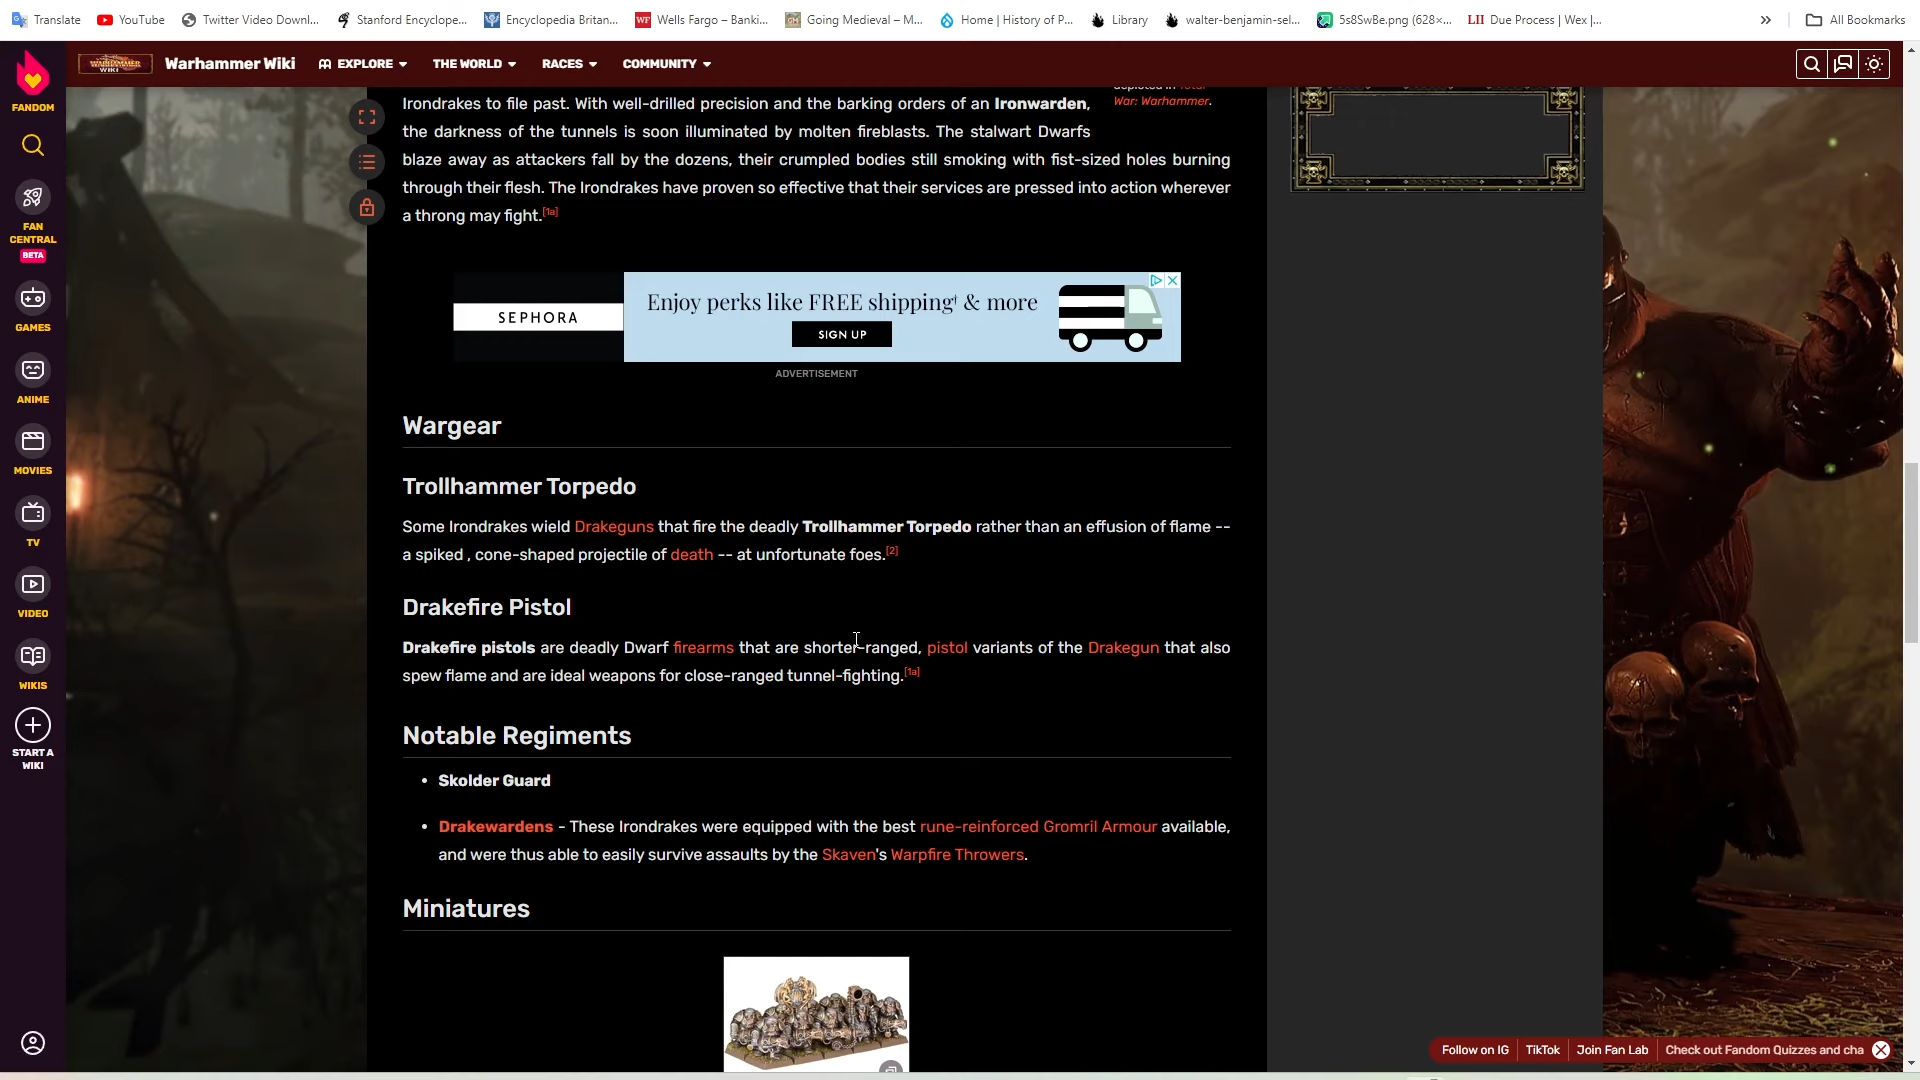 Translate YouTube Twitter Video Downl... Stanford Encyclope... Encyclopedia Britan... Wells Fargo – Banki... Going Medieval – M... Home | History of P... Library walter-benjamin-sel... 5s8SwBe.png (628×... LII Due Process | Wex |... » All Bookmarks
Warhammer Wiki EXPLORE THE WORLD RACES COMMUNITY
FANDOM
FAN
CENTRAL
BETA
GAMES
ANIME
MOVIES
TV
VIDEO
WIKIS
START A
WIKI
War: Warhammer.
Irondrakes to file past. With well-drilled precision and the barking orders of an Ironwarden,
the darkness of the tunnels is soon illuminated by molten fireblasts. The stalwart Dwarfs
blaze away as attackers fall by the dozens, their crumpled bodies still smoking with fist-sized holes burning
through their flesh. The Irondrakes have proven so effective that their services are pressed into action wherever
a throng may fight.[1a]
SEPHORA
Enjoy perks like FREE shipping† & more
SIGN UP
ADVERTISEMENT
Wargear
Trollhammer Torpedo
Some Irondrakes wield Drakeguns that fire the deadly Trollhammer Torpedo rather than an effusion of flame --
a spiked , cone-shaped projectile of death -- at unfortunate foes.[2]
Drakefire Pistol
Drakefire pistols are deadly Dwarf firearms that are shorter-ranged, pistol variants of the Drakegun that also
spew flame and are ideal weapons for close-ranged tunnel-fighting.[1a]
Notable Regiments
• Skolder Guard
• Drakewardens - These Irondrakes were equipped with the best rune-reinforced Gromril Armour available,
and were thus able to easily survive assaults by the Skaven's Warpfire Throwers.
Miniatures
Follow on IG TikTok Join Fan Lab Check out Fandom Quizzes and cha